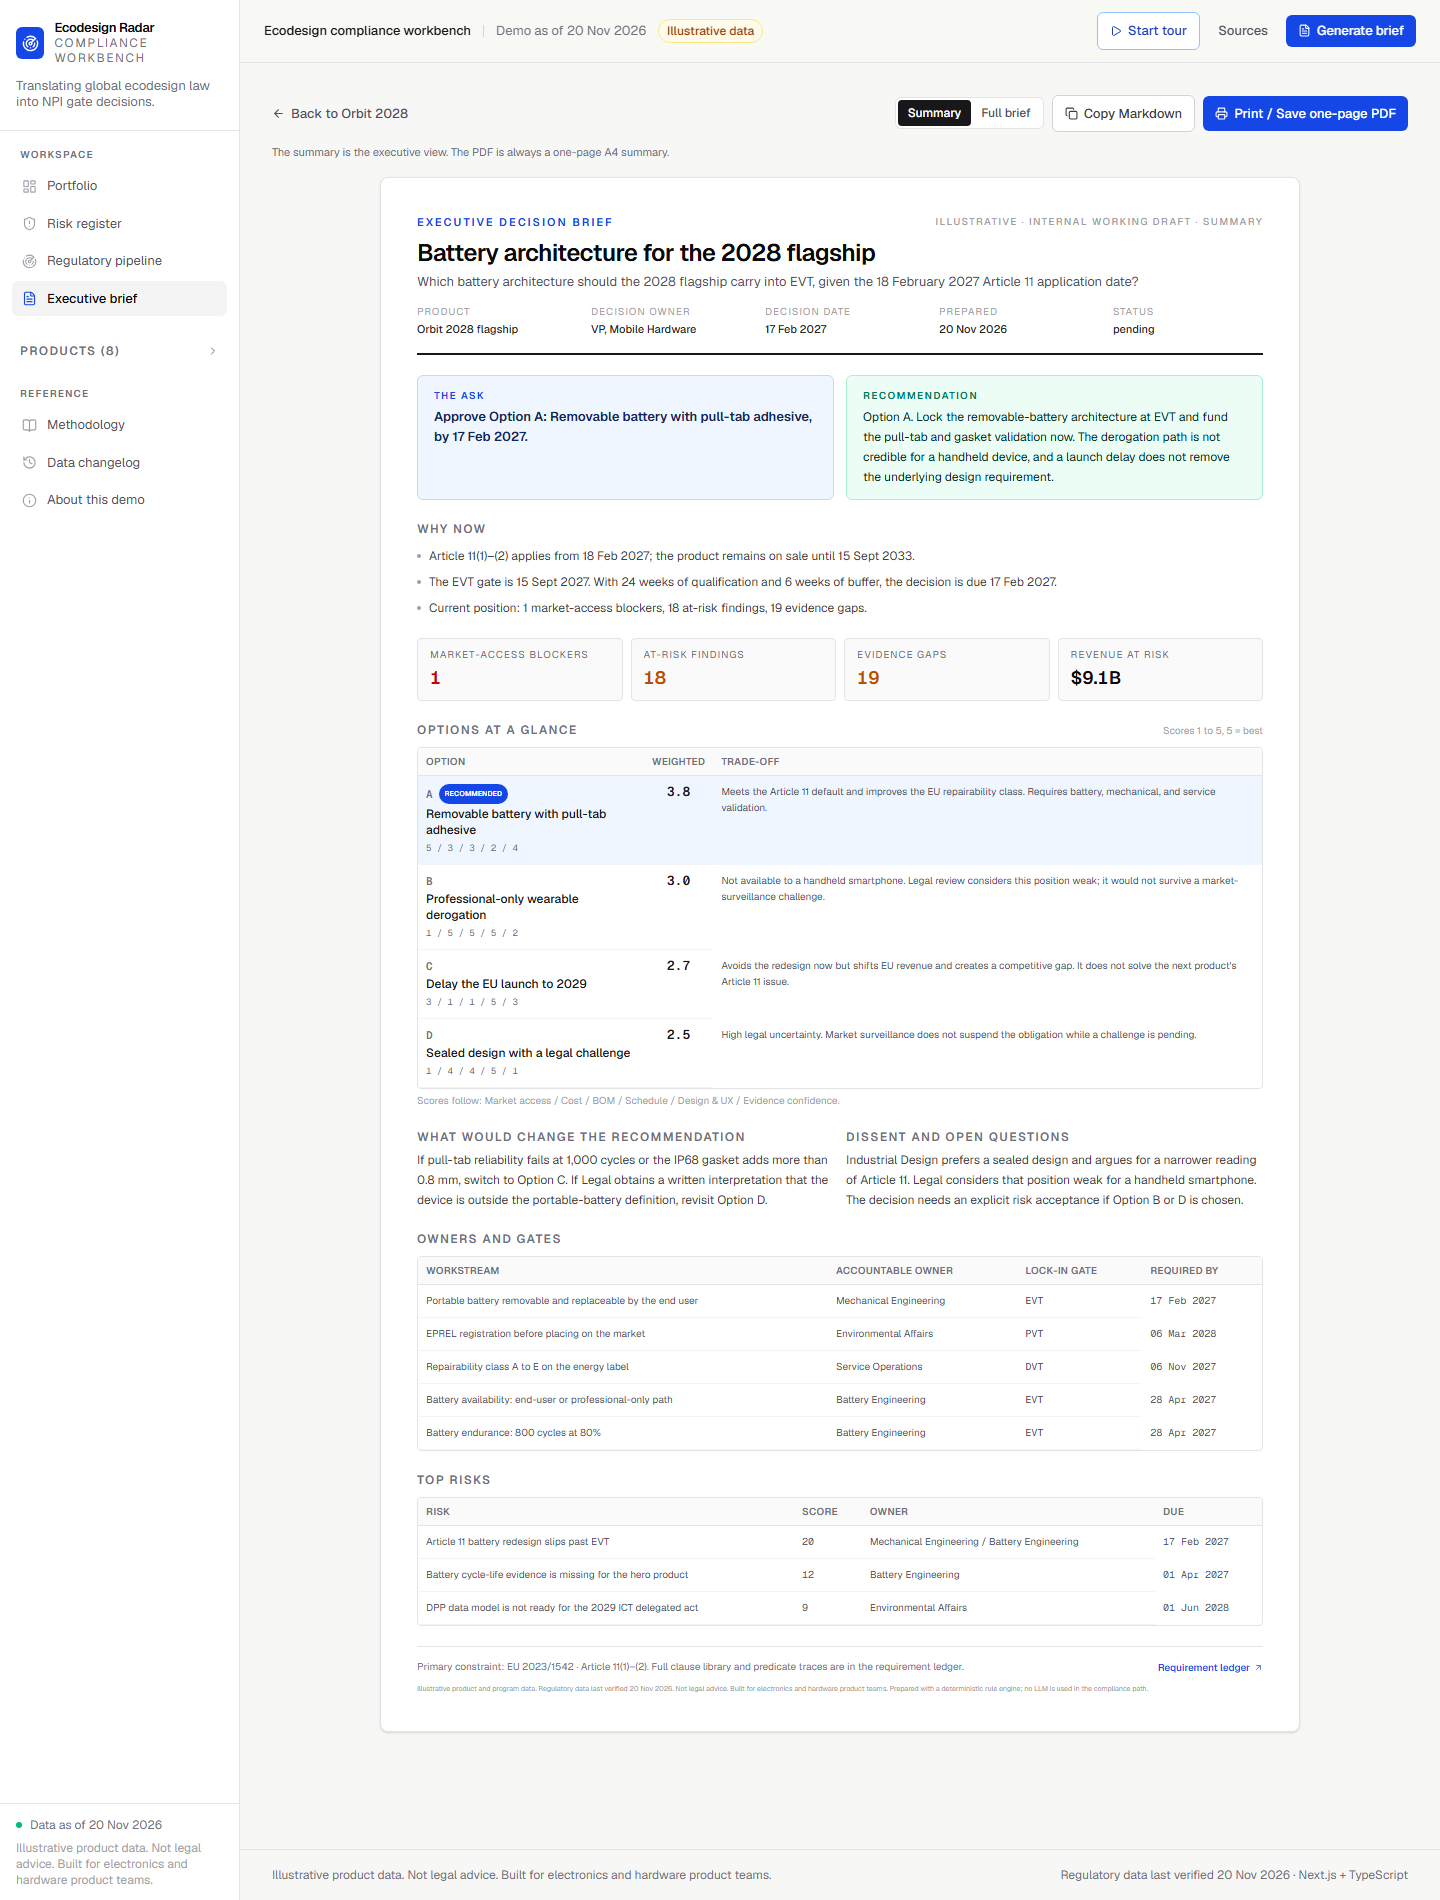 Ecodesign Radar
COMPLIANCE
WORKBENCH
Translating global ecodesign law
into NPI gate decisions.
WORKSPACE
Portfolio
Risk register
Regulatory pipeline
Executive brief
PRODUCTS (8)
REFERENCE
Methodology
Data changelog
About this demo
Data as of 20 Nov 2026
Illustrative product data. Not legal
advice. Built for electronics and
hardware product teams.
Ecodesign compliance workbench
Demo as of 20 Nov 2026
Illustrative data
Start tour
Sources
Generate brief
Back to Orbit 2028
Summary
Full brief
Copy Markdown
Print / Save one-page PDF
The summary is the executive view. The PDF is always a one-page A4 summary.
EXECUTIVE DECISION BRIEF
ILLUSTRATIVE · INTERNAL WORKING DRAFT · SUMMARY
Battery architecture for the 2028 flagship
Which battery architecture should the 2028 flagship carry into EVT, given the 18 February 2027 Article 11 application date?
PRODUCT
Orbit 2028 flagship
DECISION OWNER
VP, Mobile Hardware
DECISION DATE
17 Feb 2027
PREPARED
20 Nov 2026
STATUS
pending
THE ASK
Approve Option A: Removable battery with pull-tab adhesive,
by 17 Feb 2027.
RECOMMENDATION
Option A. Lock the removable-battery architecture at EVT and fund
the pull-tab and gasket validation now. The derogation path is not
credible for a handheld device, and a launch delay does not remove
the underlying design requirement.
WHY NOW
Article 11(1)–(2) applies from 18 Feb 2027; the product remains on sale until 15 Sept 2033.
The EVT gate is 15 Sept 2027. With 24 weeks of qualification and 6 weeks of buffer, the decision is due 17 Feb 2027.
Current position: 1 market-access blockers, 18 at-risk findings, 19 evidence gaps.
MARKET-ACCESS BLOCKERS
1
AT-RISK FINDINGS
18
EVIDENCE GAPS
19
REVENUE AT RISK
$9.1B
OPTIONS AT A GLANCE
Scores 1 to 5, 5 = best
OPTION WEIGHTED TRADE-OFF
A RECOMMENDED
Removable battery with pull-tab
adhesive
5 / 3 / 3 / 2 / 4
3.8
Meets the Article 11 default and improves the EU repairability class. Requires battery, mechanical, and service
validation.
B
Professional-only wearable
derogation
1 / 5 / 5 / 5 / 2
3.0
Not available to a handheld smartphone. Legal review considers this position weak; it would not survive a market-
surveillance challenge.
C
Delay the EU launch to 2029
3 / 1 / 1 / 5 / 3
2.7
Avoids the redesign now but shifts EU revenue and creates a competitive gap. It does not solve the next product's
Article 11 issue.
D
Sealed design with a legal challenge
1 / 4 / 4 / 5 / 1
2.5
High legal uncertainty. Market surveillance does not suspend the obligation while a challenge is pending.
Scores follow: Market access / Cost / BOM / Schedule / Design & UX / Evidence confidence.
WHAT WOULD CHANGE THE RECOMMENDATION
If pull-tab reliability fails at 1,000 cycles or the IP68 gasket adds more than
0.8 mm, switch to Option C. If Legal obtains a written interpretation that the
device is outside the portable-battery definition, revisit Option D.
DISSENT AND OPEN QUESTIONS
Industrial Design prefers a sealed design and argues for a narrower reading
of Article 11. Legal considers that position weak for a handheld smartphone.
The decision needs an explicit risk acceptance if Option B or D is chosen.
OWNERS AND GATES
WORKSTREAM ACCOUNTABLE OWNER LOCK-IN GATE REQUIRED BY
Portable battery removable and replaceable by the end user Mechanical Engineering EVT 17 Feb 2027
EPREL registration before placing on the market Environmental Affairs PVT 06 Mar 2028
Repairability class A to E on the energy label Service Operations DVT 06 Nov 2027
Battery availability: end-user or professional-only path Battery Engineering EVT 28 Apr 2027
Battery endurance: 800 cycles at 80% Battery Engineering EVT 28 Apr 2027
TOP RISKS
RISK SCORE OWNER DUE
Article 11 battery redesign slips past EVT 20 Mechanical Engineering / Battery Engineering 17 Feb 2027
Battery cycle-life evidence is missing for the hero product 12 Battery Engineering 01 Apr 2027
DPP data model is not ready for the 2029 ICT delegated act 9 Environmental Affairs 01 Jun 2028
Primary constraint: EU 2023/1542 · Article 11(1)–(2). Full clause library and predicate traces are in the requirement ledger.
Requirement ledger
Illustrative product and program data. Regulatory data last verified 20 Nov 2026. Not legal advice. Built for electronics and hardware product teams. Prepared with a deterministic rule engine; no LLM is used in the compliance path.
Illustrative product data. Not legal advice. Built for electronics and hardware product teams.
Regulatory data last verified 20 Nov 2026 · Next.js + TypeScript